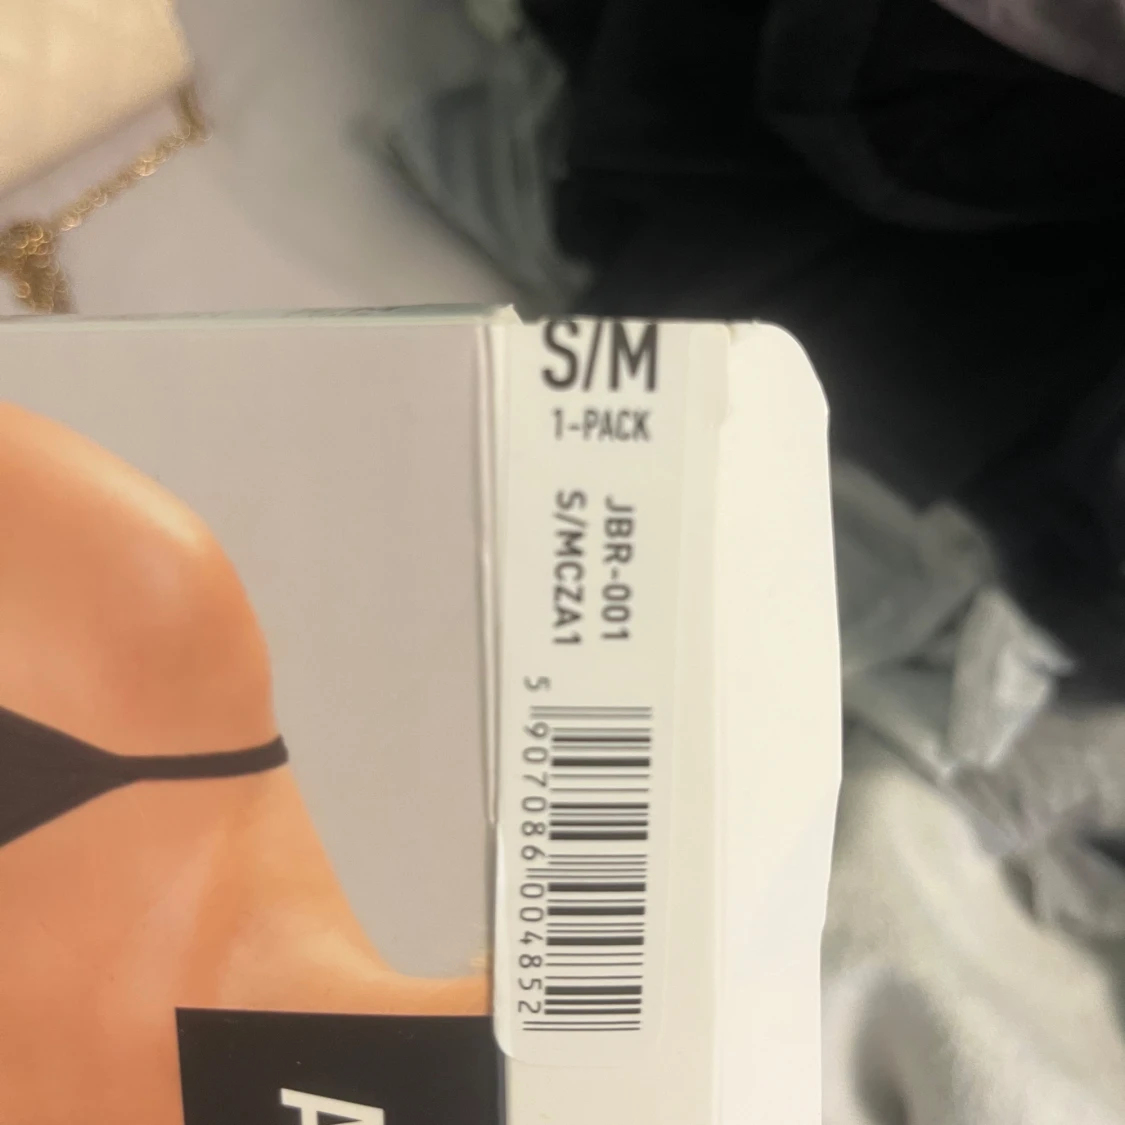 S/M
1-PACK
JBR-001
S/MCZA1
5 907086 004852
A